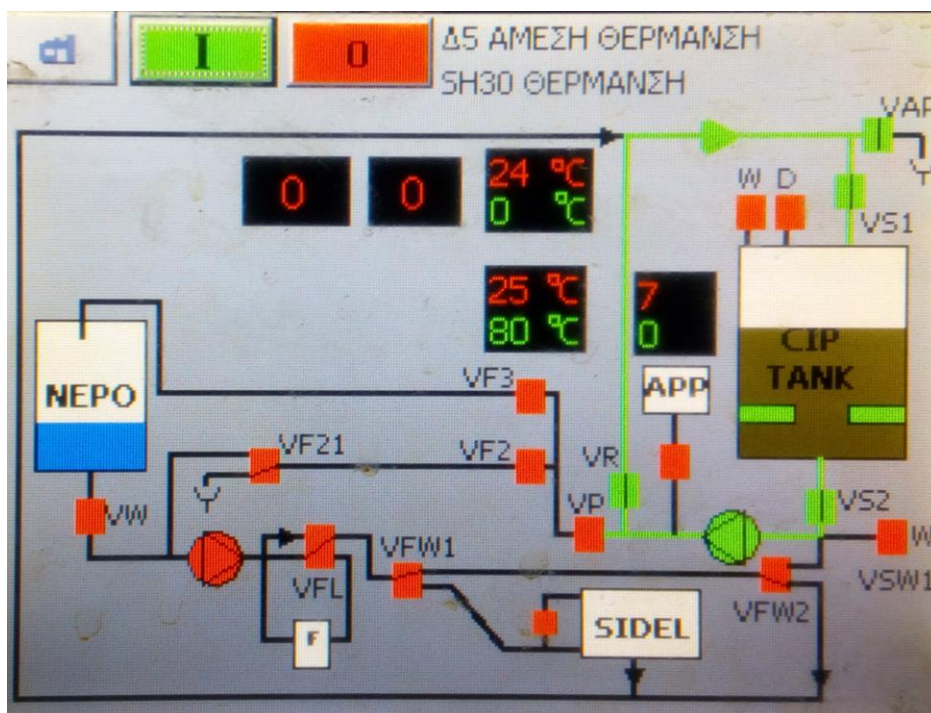 I
0
Δ5 ΑΜΕΣΗ ΘΕΡΜΑΝΣΗ
SH30 ΘΕΡΜΑΝΣΗ
VAP
0
0
24 °C
0 °C
W D
VS1
25 °C
80 °C
7
0
CIP
TANK
ΝΕΡΟ
VF3
APP
VF21
VF2
VR
VP
VS2
VW
W
VFW1
VFL
VSW1
VFW2
F
SIDEL